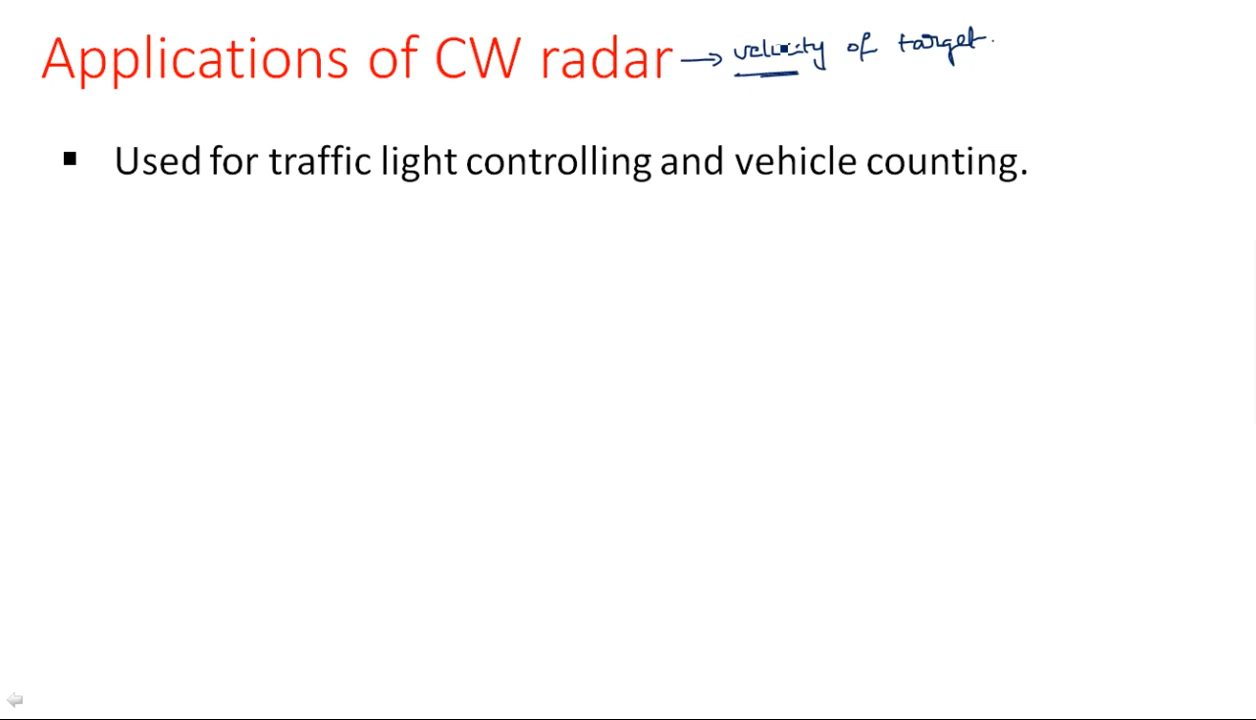 Applications of CW radar → velocity of target.
▪ Used for traffic light controlling and vehicle counting.